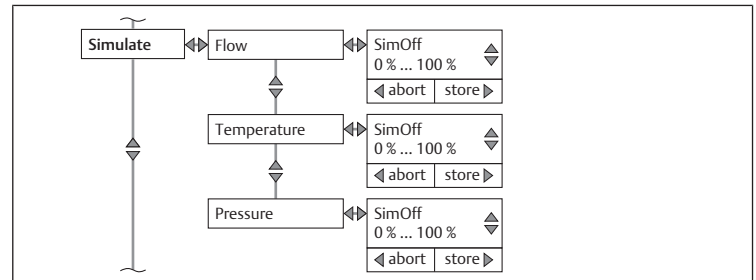 Simulate
Flow
SimOff
0 % ... 100 %
abort
store
Temperature
SimOff
0 % ... 100 %
abort
store
Pressure
SimOff
0 % ... 100 %
abort
store